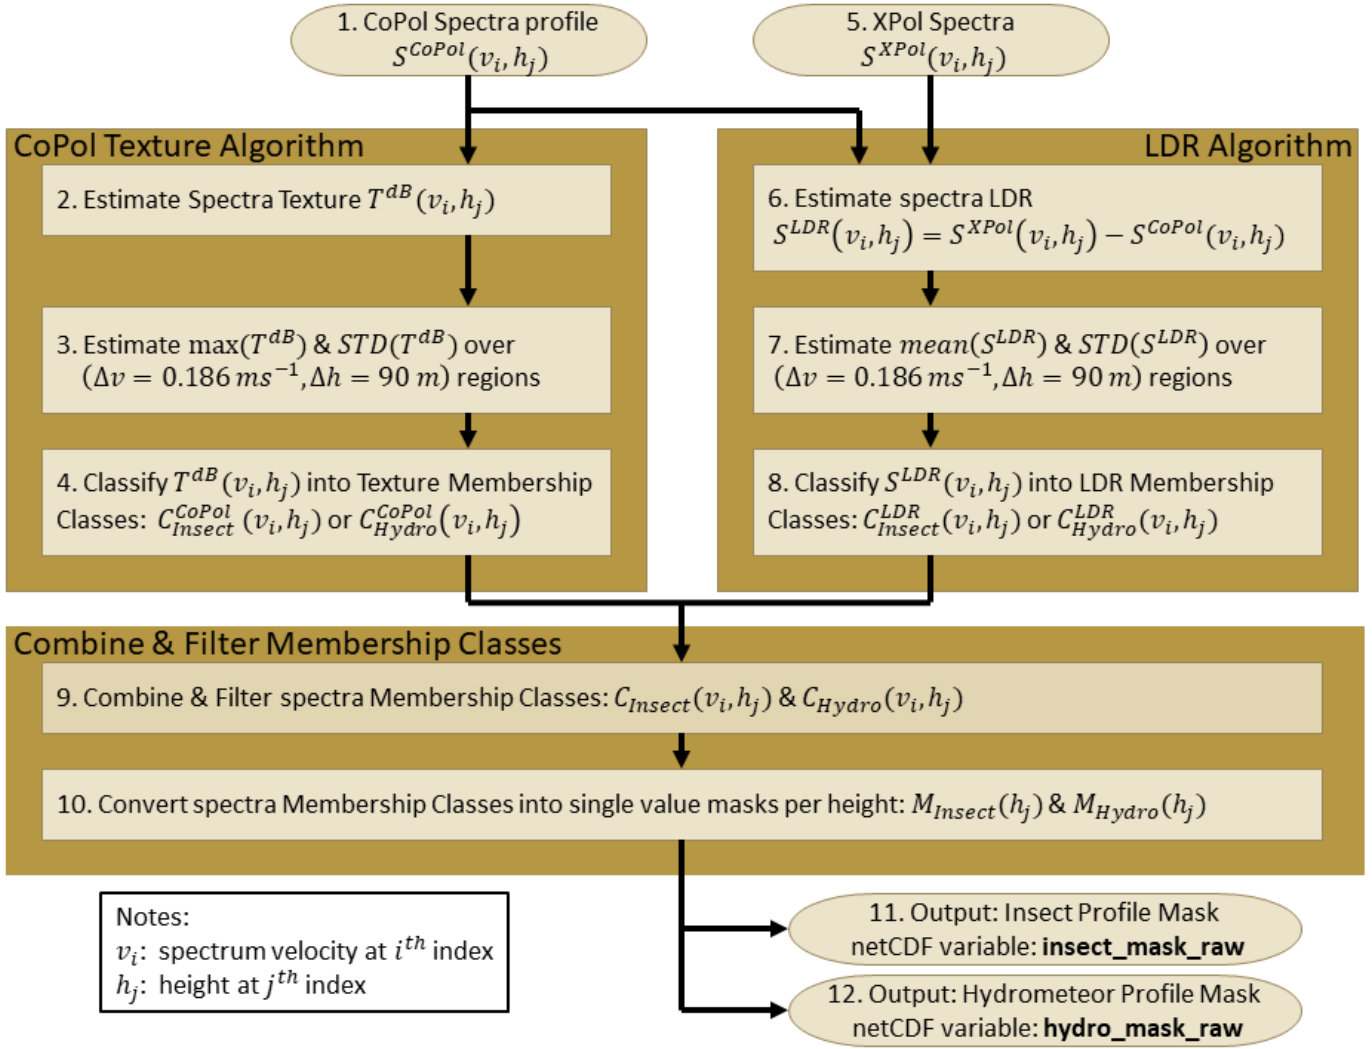 1. CoPol Spectra profile
S^{CoPol}(v_i, h_j)
5. XPol Spectra
S^{XPol}(v_i, h_j)
CoPol Texture Algorithm
2. Estimate Spectra Texture T^{dB}(v_i, h_j)
3. Estimate max(T^{dB}) & STD(T^{dB}) over
(Δv = 0.186 ms^{-1}, Δh = 90 m) regions
4. Classify T^{dB}(v_i, h_j) into Texture Membership
Classes: C_{Insect}^{CoPol}(v_i, h_j) or C_{Hydro}^{CoPol}(v_i, h_j)
LDR Algorithm
6. Estimate spectra LDR
S^{LDR}(v_i, h_j) = S^{XPol}(v_i, h_j) − S^{CoPol}(v_i, h_j)
7. Estimate mean(S^{LDR}) & STD(S^{LDR}) over
(Δv = 0.186 ms^{-1}, Δh = 90 m) regions
8. Classify S^{LDR}(v_i, h_j) into LDR Membership
Classes: C_{Insect}^{LDR}(v_i, h_j) or C_{Hydro}^{LDR}(v_i, h_j)
Combine & Filter Membership Classes
9. Combine & Filter spectra Membership Classes: C_{Insect}(v_i, h_j) & C_{Hydro}(v_i, h_j)
10. Convert spectra Membership Classes into single value masks per height: M_{Insect}(h_j) & M_{Hydro}(h_j)
Notes:
v_i: spectrum velocity at i^{th} index
h_j: height at j^{th} index
11. Output: Insect Profile Mask
netCDF variable: insect_mask_raw
12. Output: Hydrometeor Profile Mask
netCDF variable: hydro_mask_raw